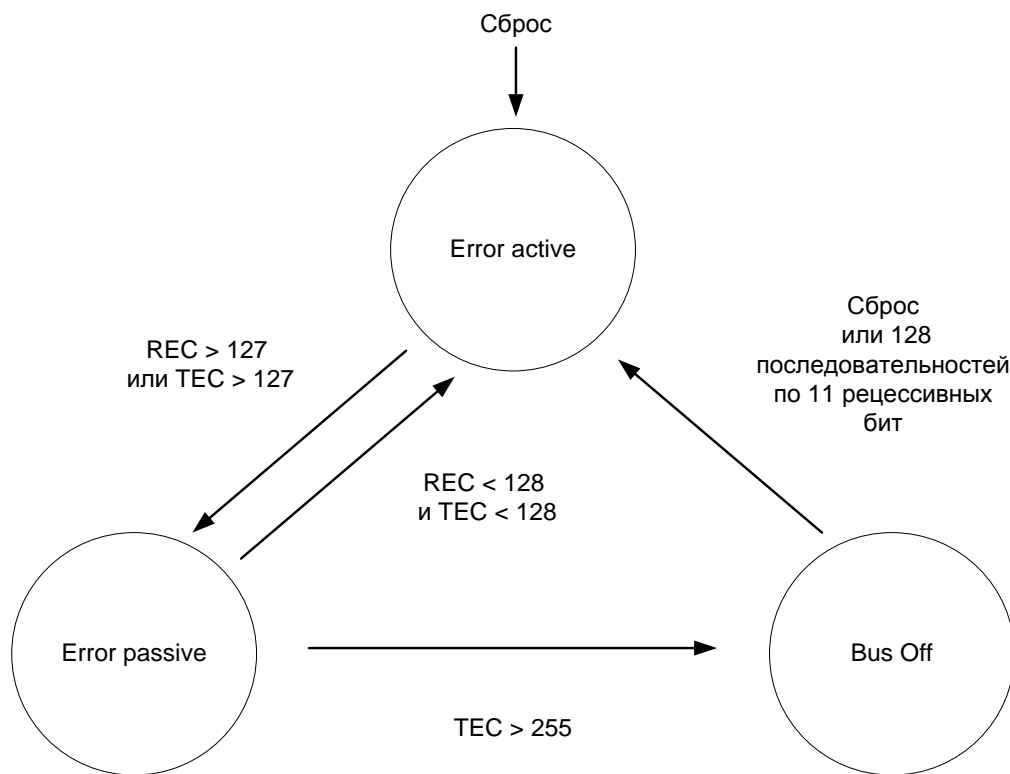 Сброс
Error active
REC > 127
или TEC > 127
Сброс
или 128
последовательностей
по 11 рецессивных
бит
REC < 128
и TEC < 128
Error passive
Bus Off
TEC > 255